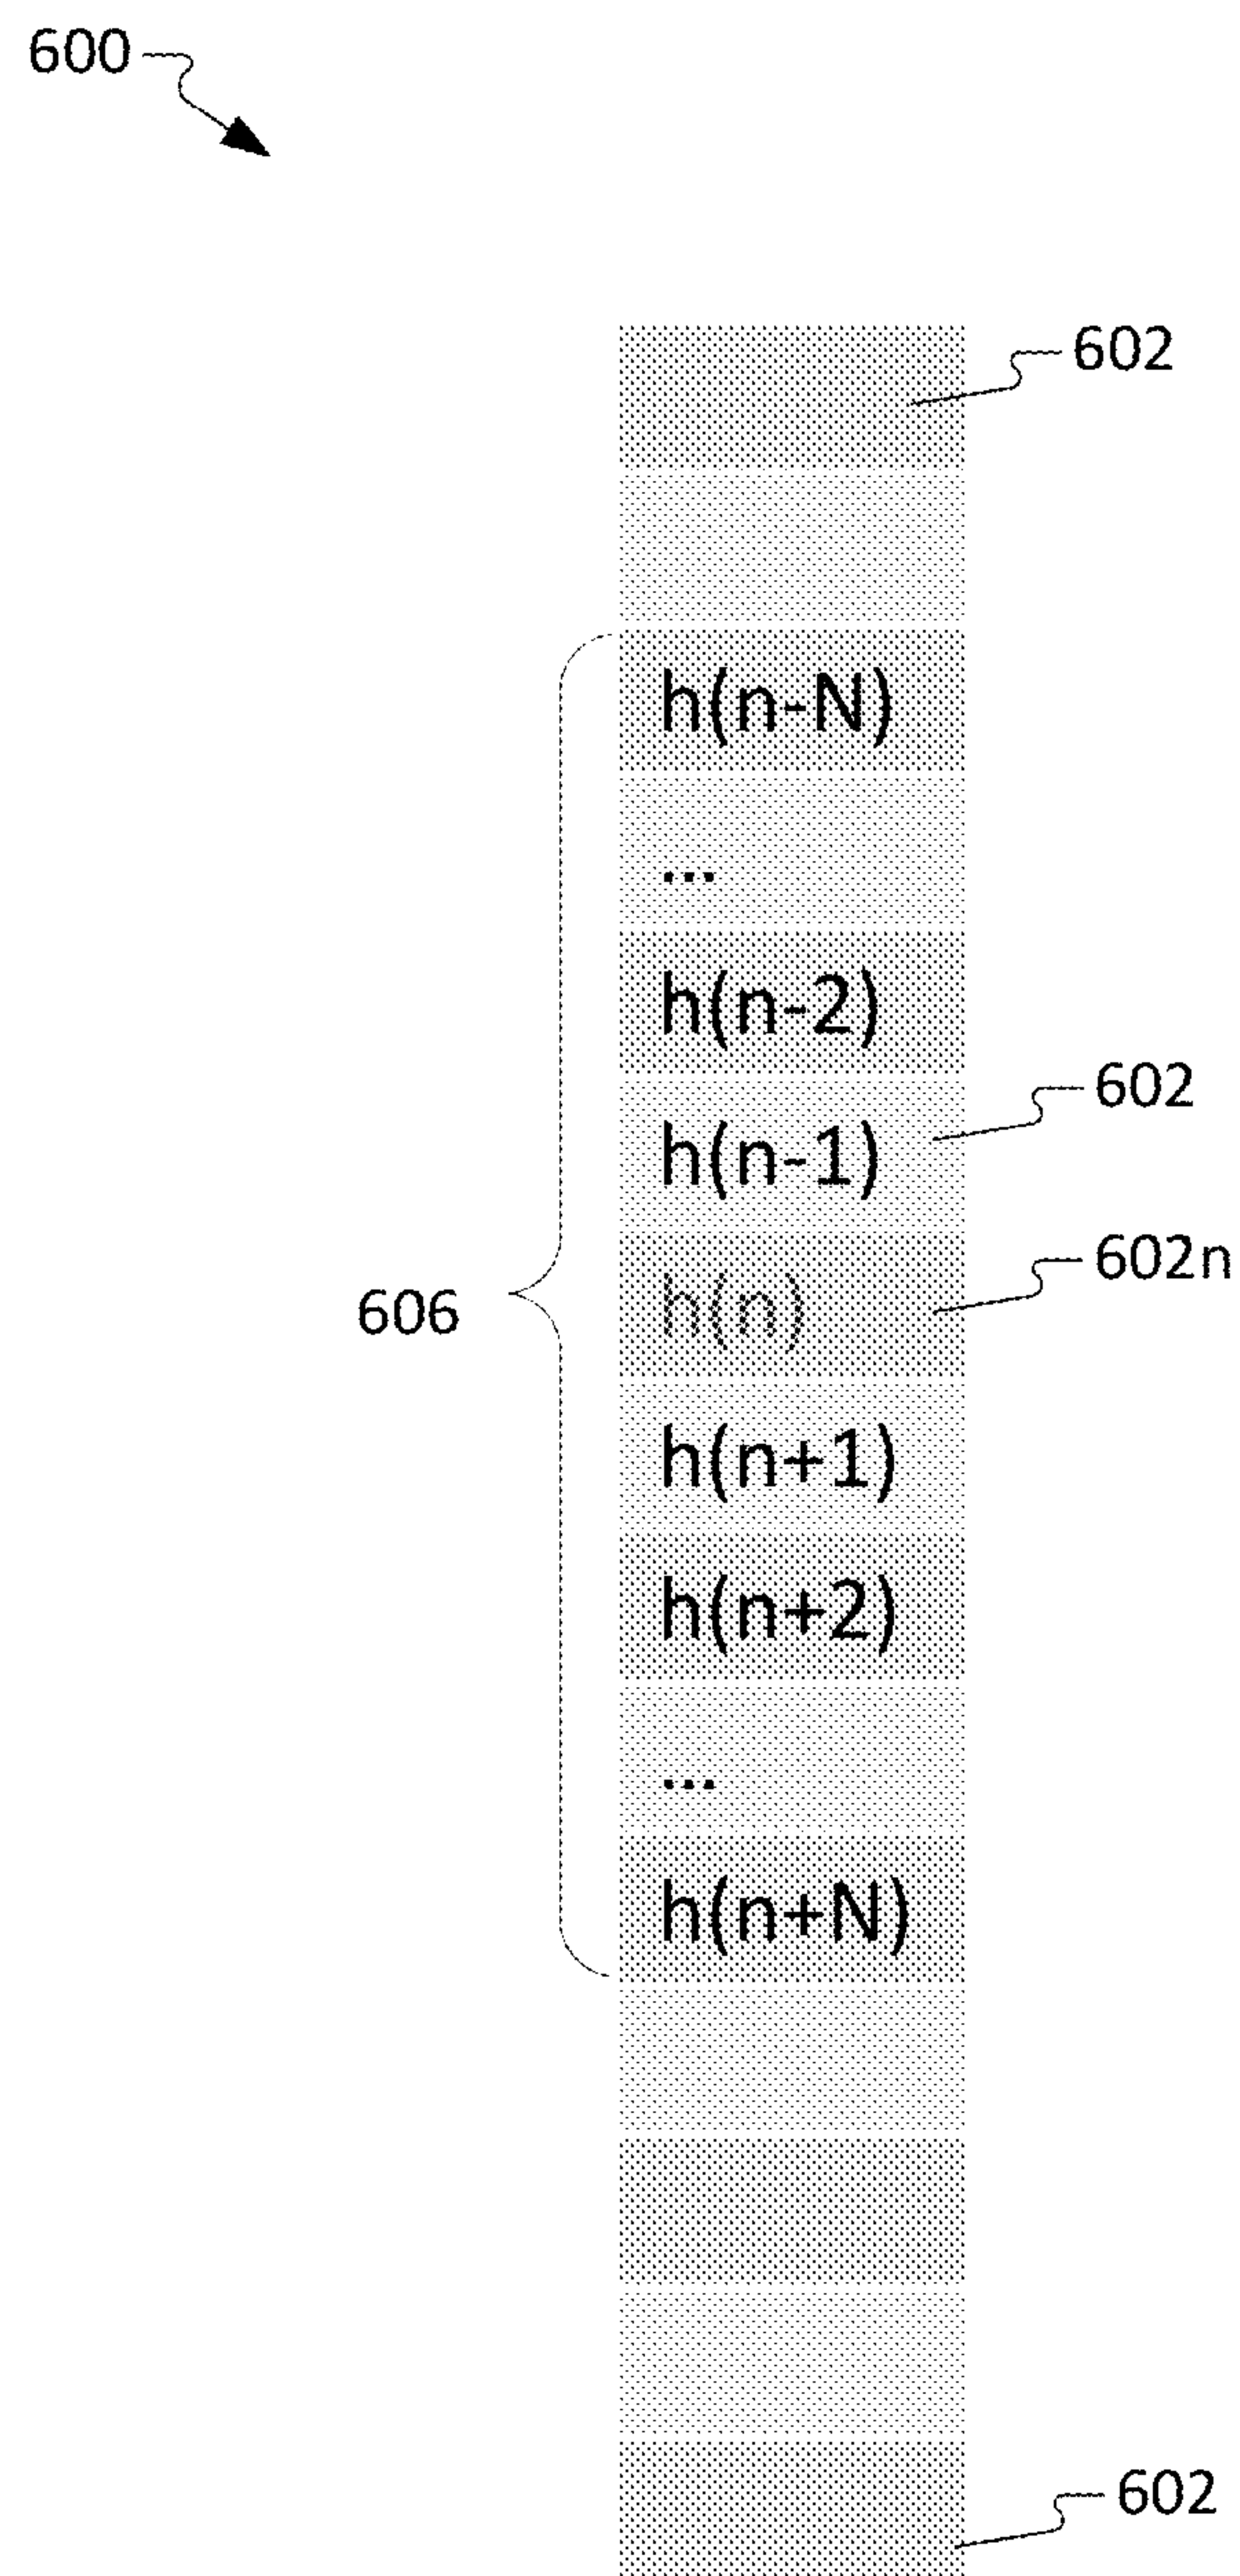 600
602
h(n-N)
...
h(n-2)
h(n-1)
602
h(n)
602n
606
h(n+1)
h(n+2)
...
h(n+N)
602